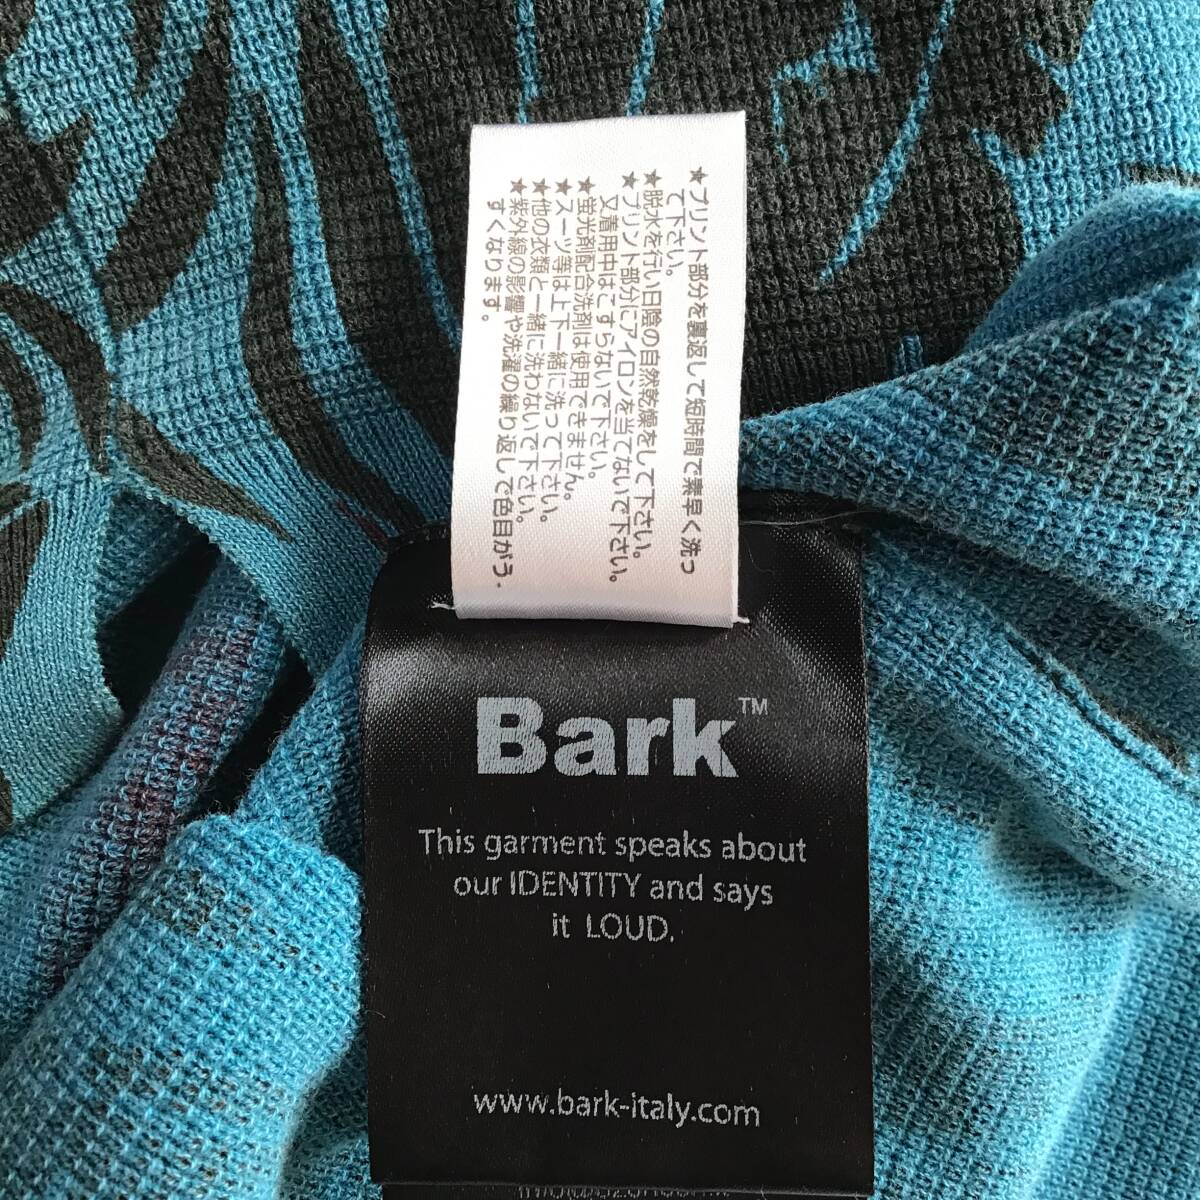 ★プリント部分を裏返して短時間で素早く洗っ
て下さい。
★脱水を行い日陰の自然乾燥をして下さい。
★プリント部分にアイロンを当てないで下さい。
又着用中はこすらないで下さい。
★蛍光剤配合洗剤は使用できません。
★スーツ等は上下一緒に洗って下さい。
★他の衣類と一緒に洗わないで下さい。
★紫外線の影響や洗濯の繰り返しで色目がう.
すくなります。
Bark™
This garment speaks about
our IDENTITY and says
it LOUD.
www.bark-italy.com